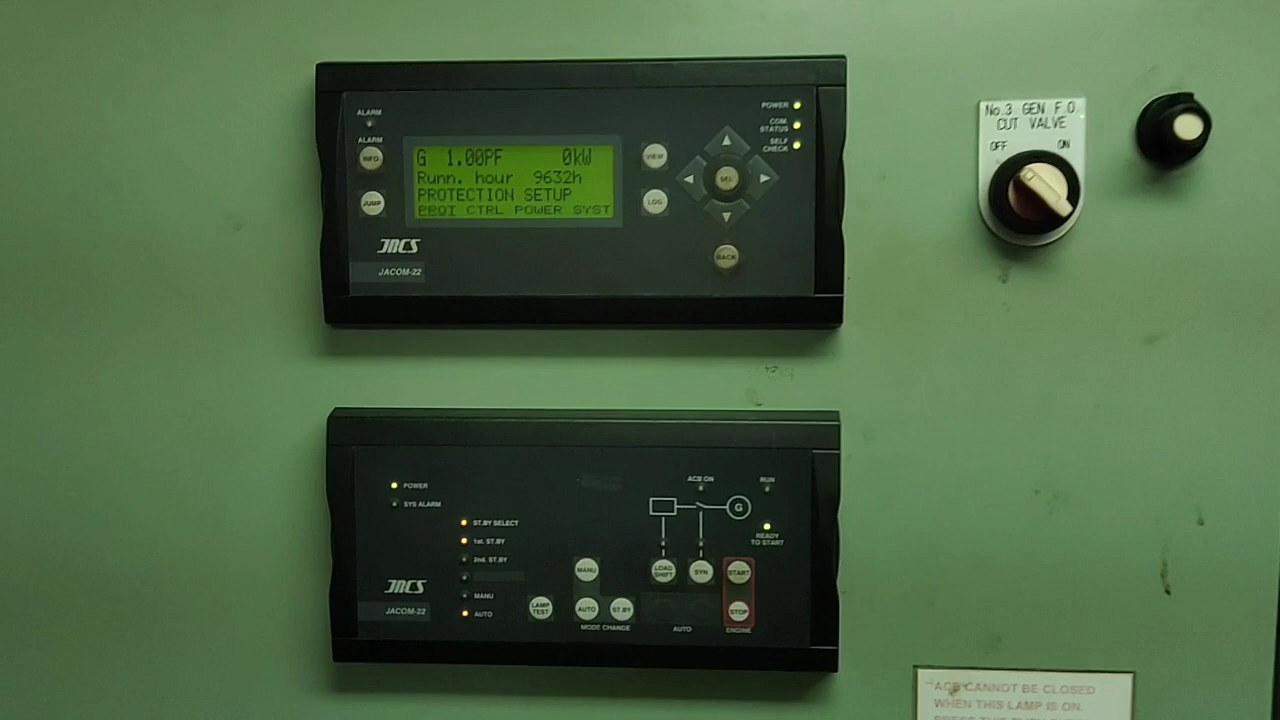 ALARM
ALARM
INFO
JUMP
G 1.00PF 0kW
Runn. hour 9632h
PROTECTION SETUP
PROT CTRL POWER SYST
VIEW
LOG
POWER
COM. STATUS
SELF CHECK
SEL
BACK
JRCS
JACOM-22
No.3 GEN F.O.
CUT VALVE
OFF ON
POWER
SYS ALARM
ST.BY SELECT
1st. ST.BY
2nd. ST.BY
MANU
AUTO
JRCS
JACOM-22
LAMP TEST
MANU
AUTO
ST.BY
MODE CHANGE
ACB ON
RUN
G
READY
TO START
LOAD SHIFT
SYN
START
STOP
AUTO
ENGINE
ACB CANNOT BE CLOSED
WHEN THIS LAMP IS ON.